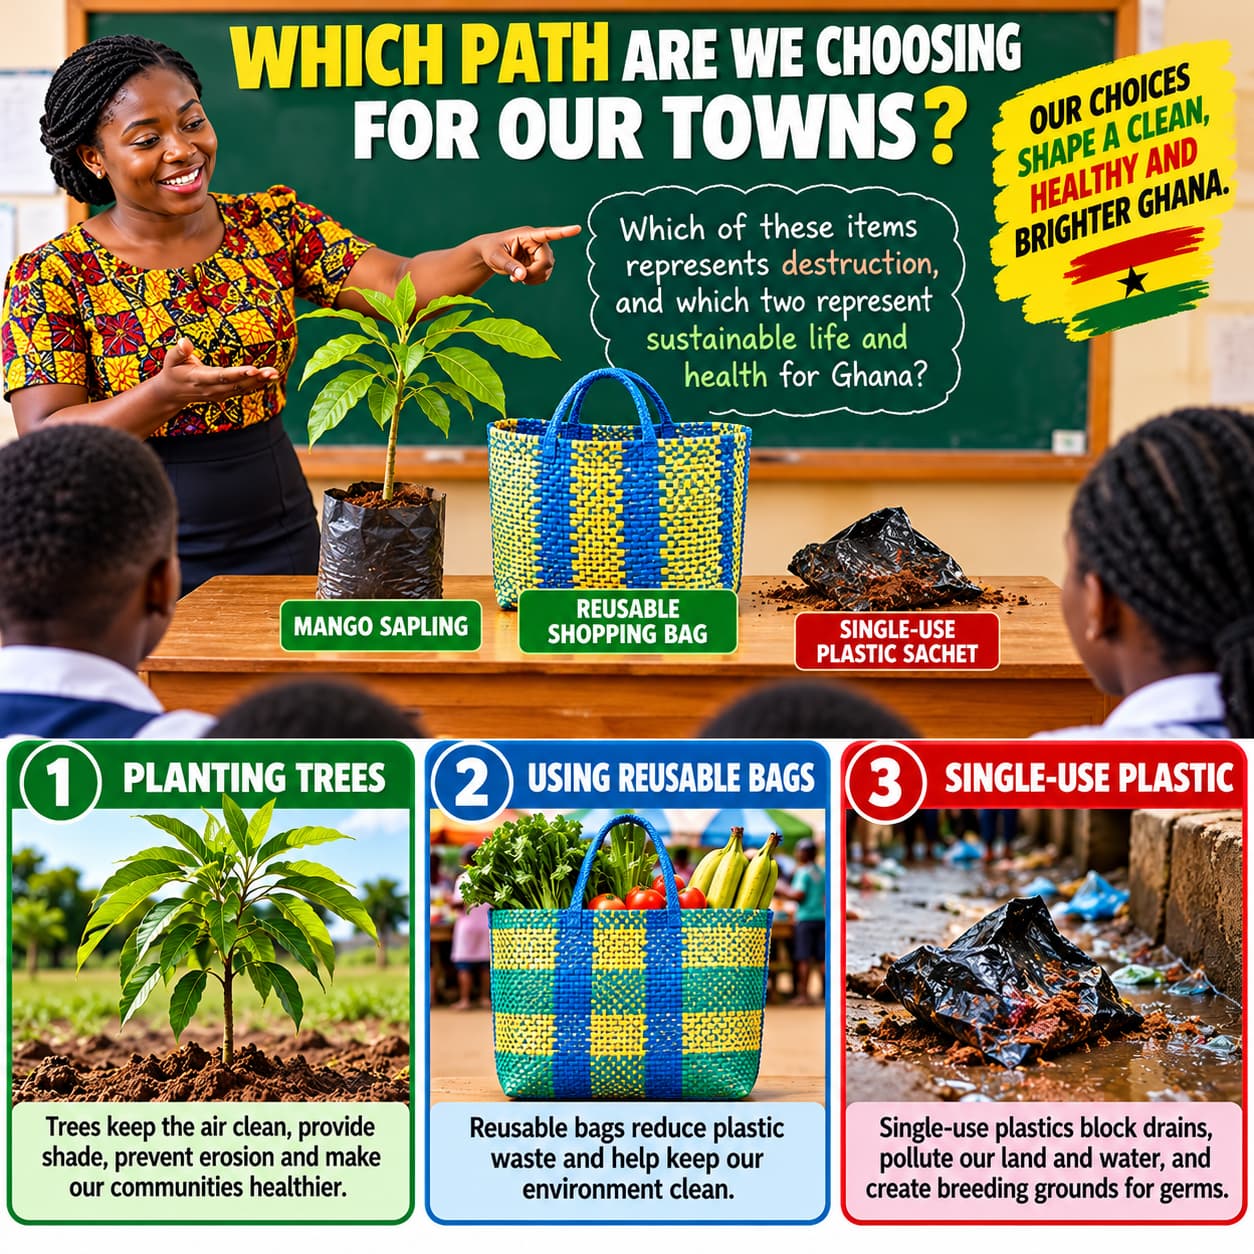 WHICH PATH ARE WE CHOOSING
FOR OUR TOWNS?
OUR CHOICES
SHAPE A CLEAN,
HEALTHY AND
BRIGHTER GHANA.
Which of these items
represents destruction,
and which two represent
sustainable life and
health for Ghana?
MANGO SAPLING
REUSABLE
SHOPPING BAG
SINGLE-USE
PLASTIC SACHET
1 PLANTING TREES
Trees keep the air clean, provide
shade, prevent erosion and make
our communities healthier.
2 USING REUSABLE BAGS
Reusable bags reduce plastic
waste and help keep our
environment clean.
3 SINGLE-USE PLASTIC
Single-use plastics block drains,
pollute our land and water, and
create breeding grounds for germs.